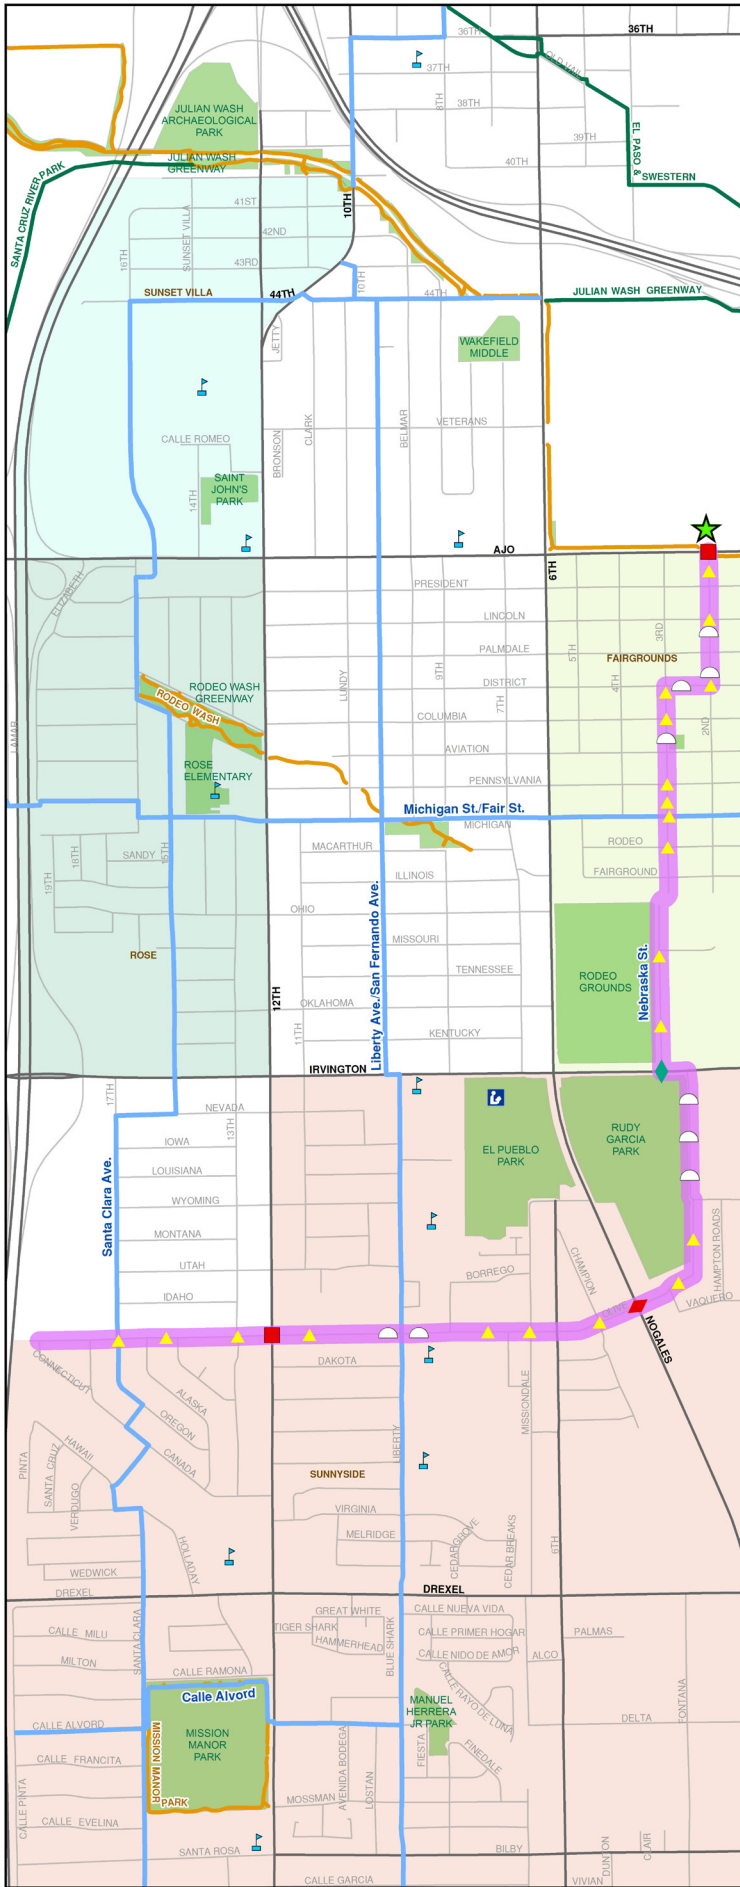 36TH
36TH
37TH
OLD VAIL
8TH
38TH
JULIAN WASH
ARCHAEOLOGICAL
PARK
EL PASO &
SWESTERN
39TH
40TH
JULIAN WASH
GREENWAY
SANTA CRUZ RIVER PARK
41ST
10TH
SUNSET VILLA
42ND
16TH
43RD
10TH
SUNSET VILLA
44TH
44TH
JULIAN WASH GREENWAY
JETTY
WAKEFIELD
MIDDLE
CLARK
BELMAR
VETERANS
CALLE ROMEO
BRONSON
SAINT
JOHN'S
PARK
14TH
AJO
6TH
ELIZABETH
PRESIDENT
LINCOLN
3RD
PALMDALE
5TH
FAIRGROUNDS
LUNDY
9TH
4TH
RODEO WASH
GREENWAY
RODEO WASH
DISTRICT
7TH
2ND
COLUMBIA
LAMAR
AVIATION
ROSE
ELEMENTARY
PENNSYLVANIA
Michigan St./Fair St.
MICHIGAN
MACARTHUR
RODEO
SANDY
15TH
18TH
19TH
ILLINOIS
FAIRGROUND
OHIO
Liberty Ave./San Fernando Ave.
MISSOURI
Nebraska St.
ROSE
TENNESSEE
RODEO
GROUNDS
12TH
OKLAHOMA
11TH
KENTUCKY
IRVINGTON
17TH
NEVADA
13TH
IOWA
RUDY
GARCIA
PARK
EL PUEBLO
PARK
LOUISIANA
Santa Clara Ave.
WYOMING
MONTANA
CHAMPION
HAMPTON ROADS
UTAH
BORREGO
IDAHO
VAQUERO
OLIVE
NOGALES
CONNECTICUT
DAKOTA
ALASKA
MISSIONDALE
OREGON
LIBERTY
HAWAII
CANADA
PINTA
SANTA CRUZ
VERDUGO
SUNNYSIDE
VIRGINIA
MELRIDGE
CEDAR GROVE
CEDAR BREAKS
6TH
HOLLADAY
WEDWICK
DREXEL
DREXEL
GREAT WHITE
CALLE NUEVA VIDA
TIGER SHARK
HAMMERHEAD
BLUE SHARK
CALLE PRIMER HOGAR
PALMAS
CALLE MILU
SANTA CLARA
CALLE NIDO DE AMOR
ALCO
MILTON
CALLE RAMONA
CALLE RAYO DE LUNA
Calle Alvord
MANUEL
HERRERA
JR PARK
FONTANA
CALLE ALVORD
DELTA
MISSION
MANOR
PARK
MISSION MANOR
PARK
AVENIDA BODEGA
FIESTA
FINEDALE
CALLE FRANCITA
LOSTAN
MOSSMAN
CALLE PINTA
CALLE EVELINA
SANTA ROSA
BILBY
DUNTON
CLAIR
CALLE GARCIA
VIVIAN